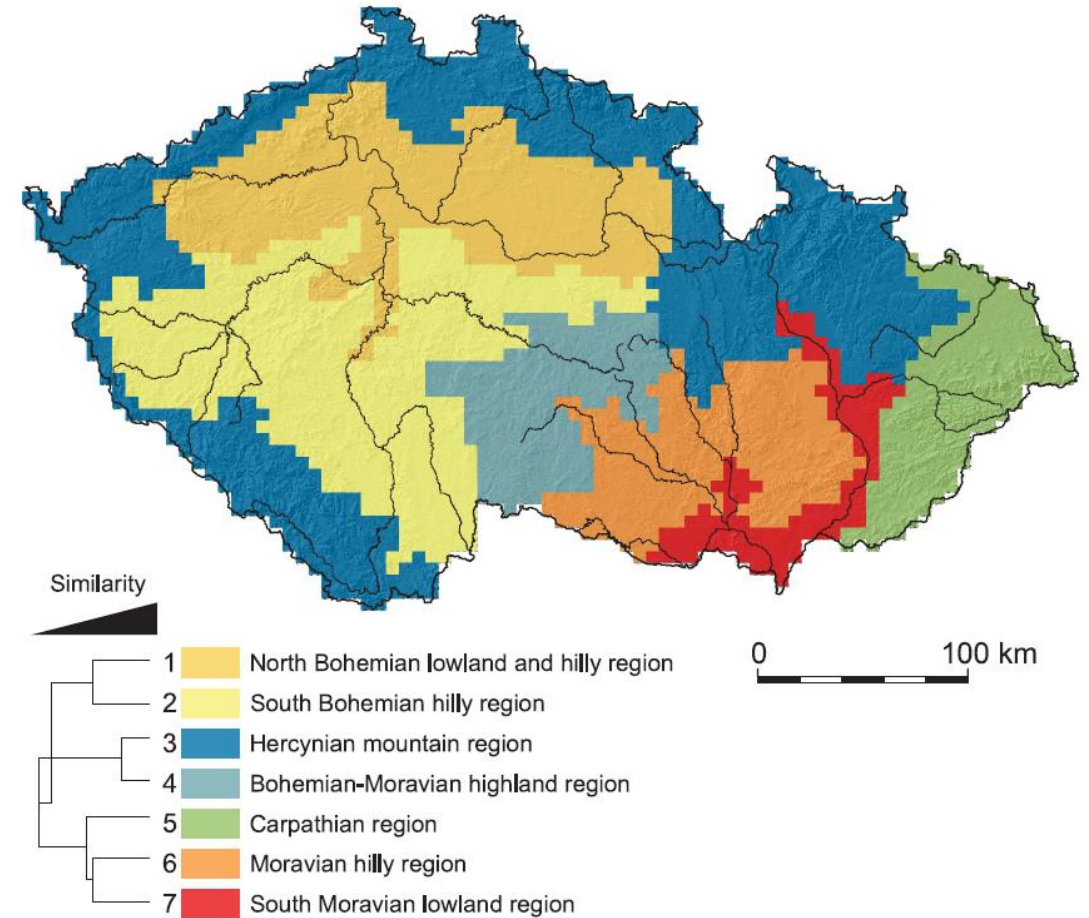 Similarity
0 100 km
1 North Bohemian lowland and hilly region
2 South Bohemian hilly region
3 Hercynian mountain region
4 Bohemian-Moravian highland region
5 Carpathian region
6 Moravian hilly region
7 South Moravian lowland region